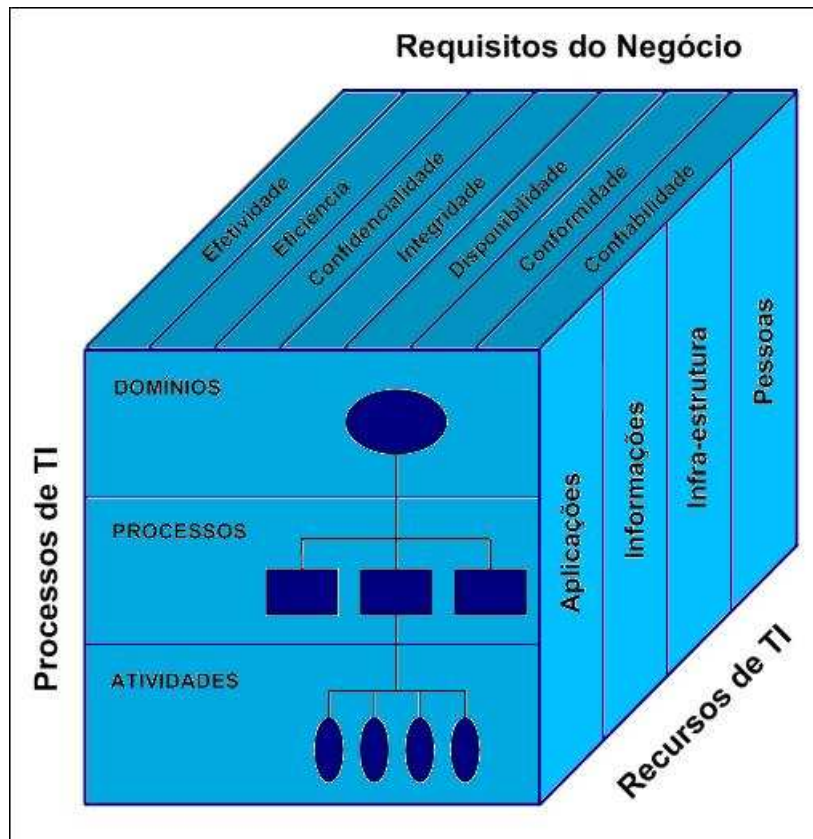 Requisitos do Negócio
Efetividade
Eficiência
Confidencialidade
Integridade
Disponibilidade
Conformidade
Confiabilidade
Processos de TI
DOMÍNIOS
PROCESSOS
ATIVIDADES
Aplicações
Informações
Infra-estrutura
Pessoas
Recursos de TI